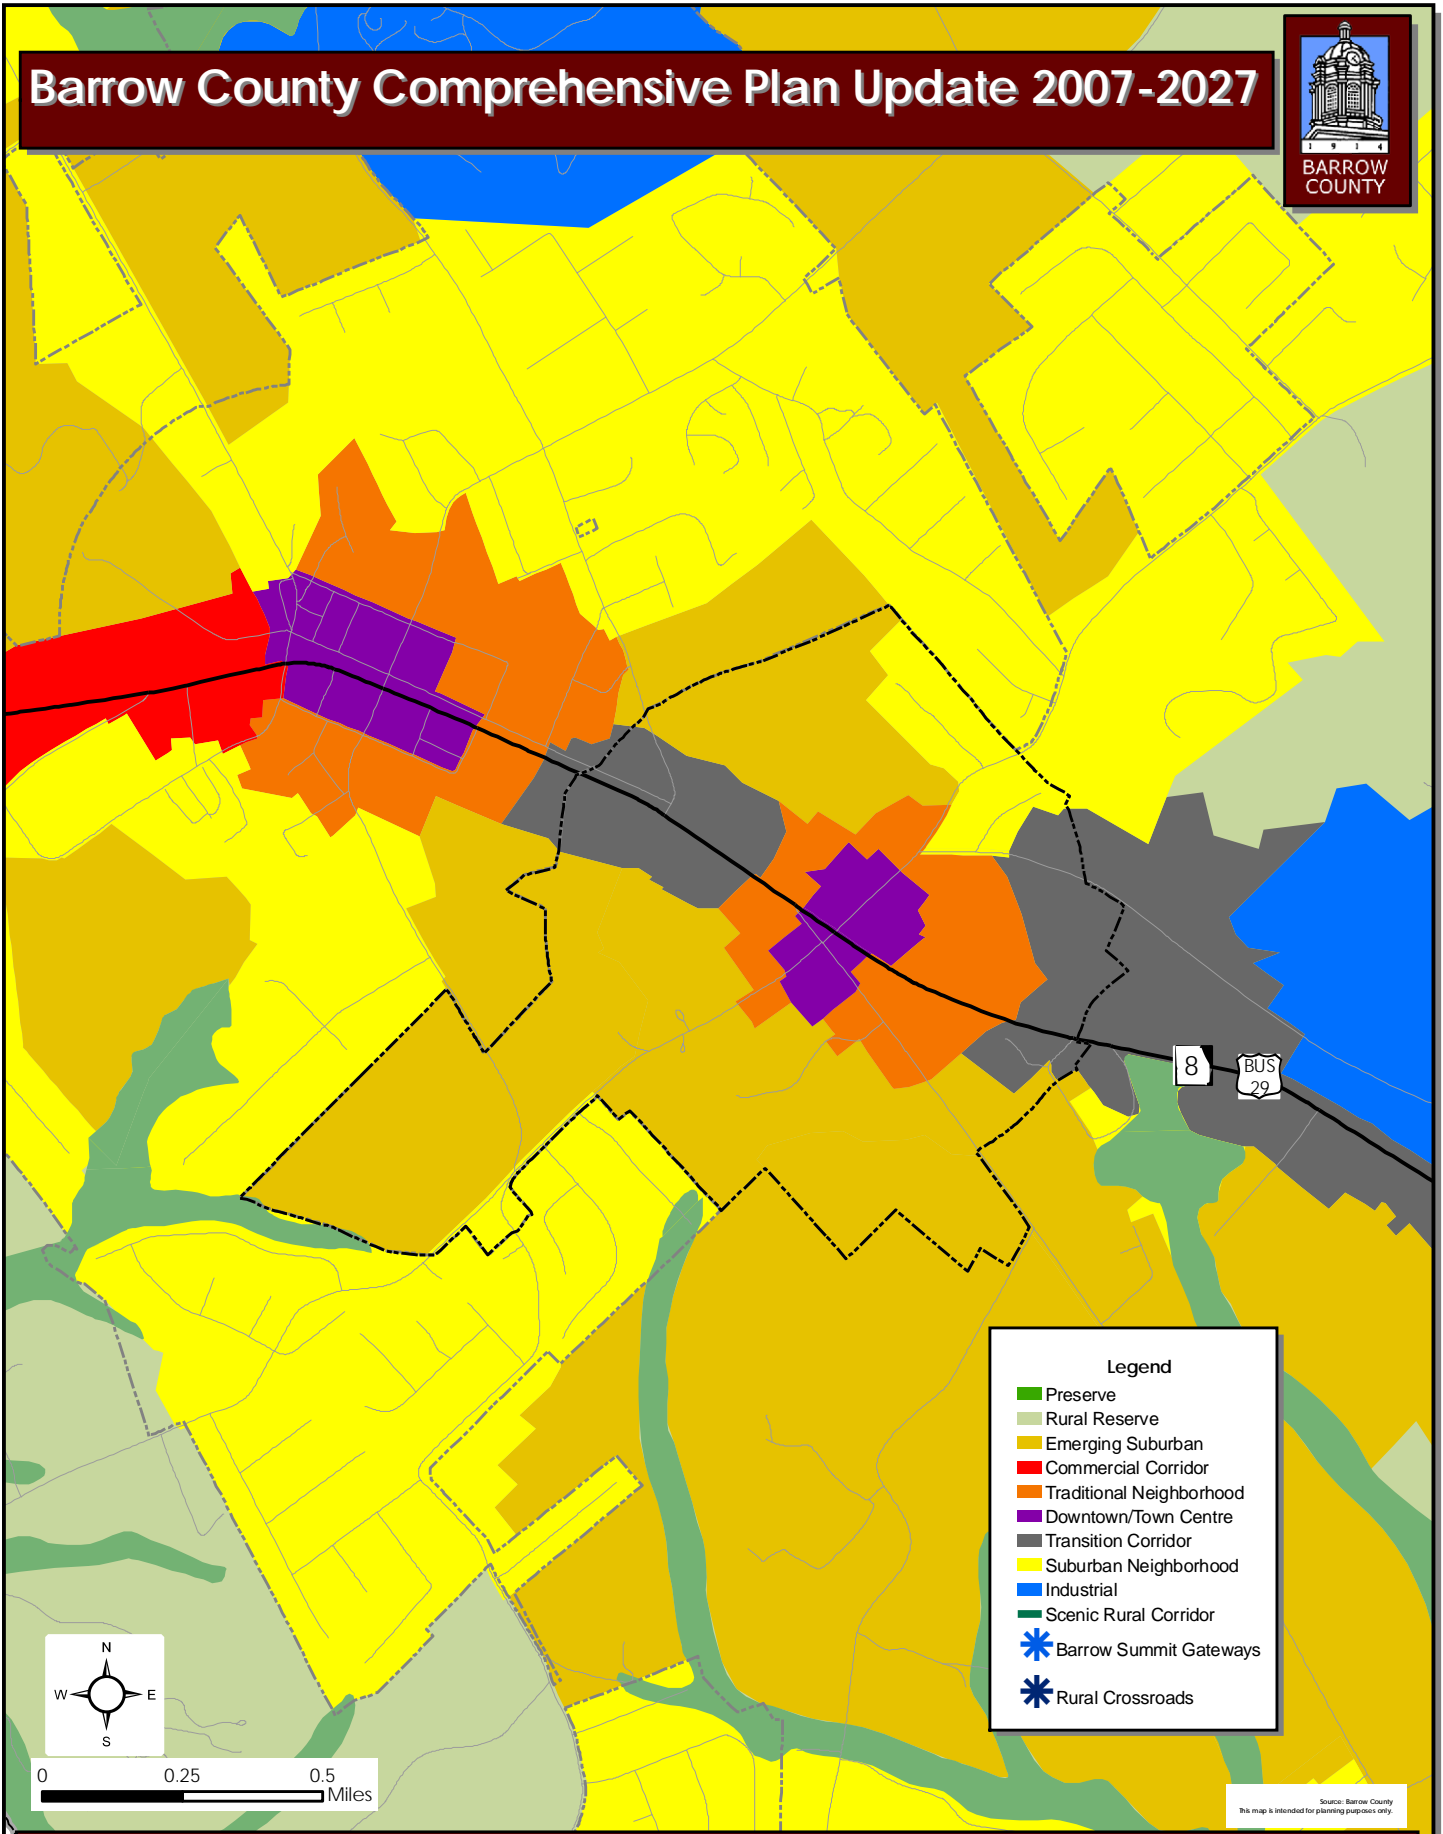 Barrow County Comprehensive Plan Update 2007-2027
1 9 1 4
BARROW
COUNTY
8
BUS
29
Legend
Preserve
Rural Reserve
Emerging Suburban
Commercial Corridor
Traditional Neighborhood
Downtown/Town Centre
Transition Corridor
Suburban Neighborhood
Industrial
Scenic Rural Corridor
Barrow Summit Gateways
Rural Crossroads
N
W E
S
0 0.25 0.5
Miles
Source: Barrow County
This map is intended for planning purposes only.